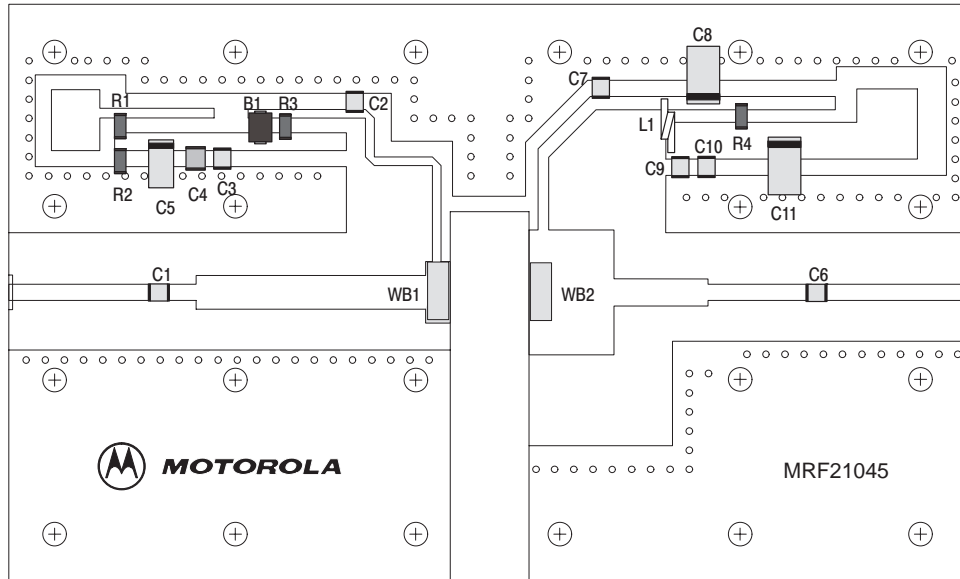 C8
C7
R1
B1
R3
C2
L1
R4
C9
C10
R2
C5
C4
C3
C11
C1
C6
WB1
WB2
MOTOROLA
MRF21045